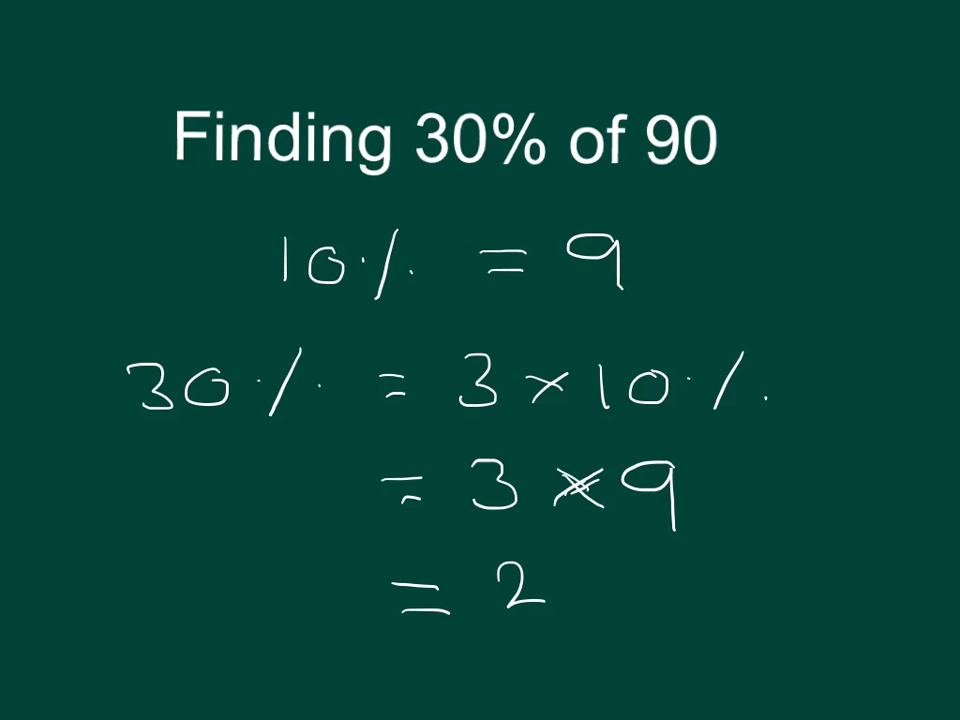 Finding 30% of 90
10% = 9
30% = 3 × 10%
= 3 × 9
= 2